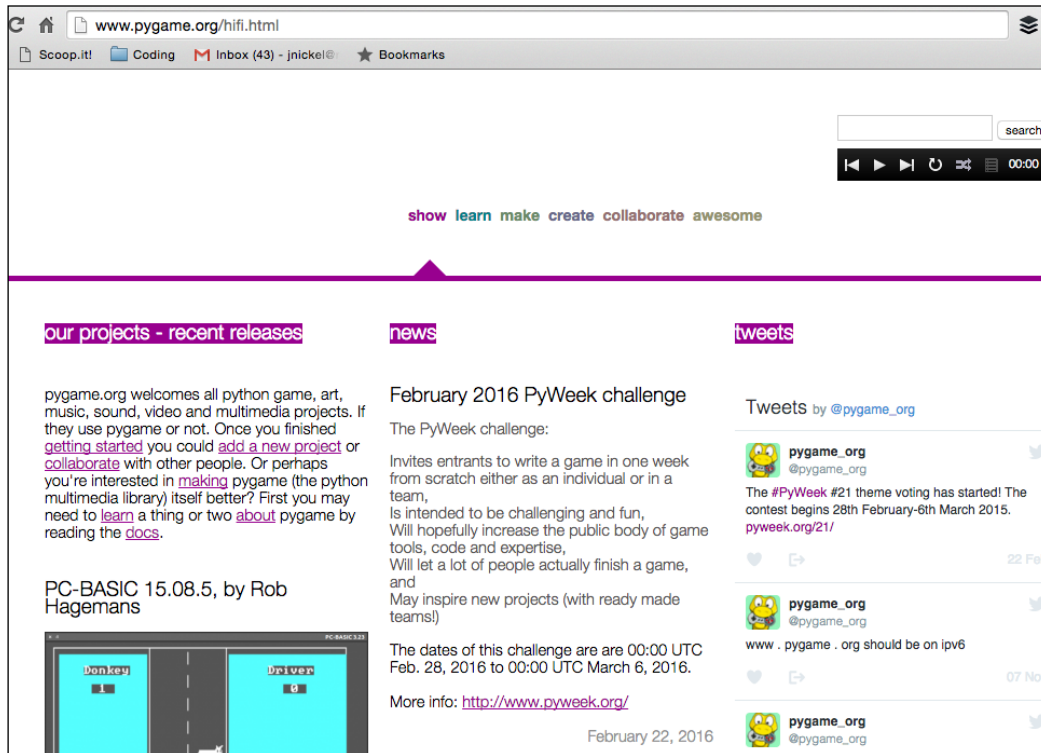 www.pygame.org/hifi.html
Scoop.it! Coding Inbox (43) - jnickel@ Bookmarks
search
00:00
show learn make create collaborate awesome
our projects - recent releases
pygame.org welcomes all python game, art,
music, sound, video and multimedia projects. If
they use pygame or not. Once you finished
getting started you could add a new project or
collaborate with other people. Or perhaps
you're interested in making pygame (the python
multimedia library) itself better? First you may
need to learn a thing or two about pygame by
reading the docs.
PC-BASIC 15.08.5, by Rob
Hagemans
PC-BASIC 3.23
Donkey
1
Driver
0
news
February 2016 PyWeek challenge
The PyWeek challenge:
Invites entrants to write a game in one week
from scratch either as an individual or in a
team,
Is intended to be challenging and fun,
Will hopefully increase the public body of game
tools, code and expertise,
Will let a lot of people actually finish a game,
and
May inspire new projects (with ready made
teams!)
The dates of this challenge are are 00:00 UTC
Feb. 28, 2016 to 00:00 UTC March 6, 2016.
More info: http://www.pyweek.org/
February 22, 2016
tweets
Tweets by @pygame_org
pygame_org
@pygame_org
The #PyWeek #21 theme voting has started! The
contest begins 28th February-6th March 2015.
pyweek.org/21/
22 Fe
pygame_org
@pygame_org
www . pygame . org should be on ipv6
07 No
pygame_org
@pygame_org